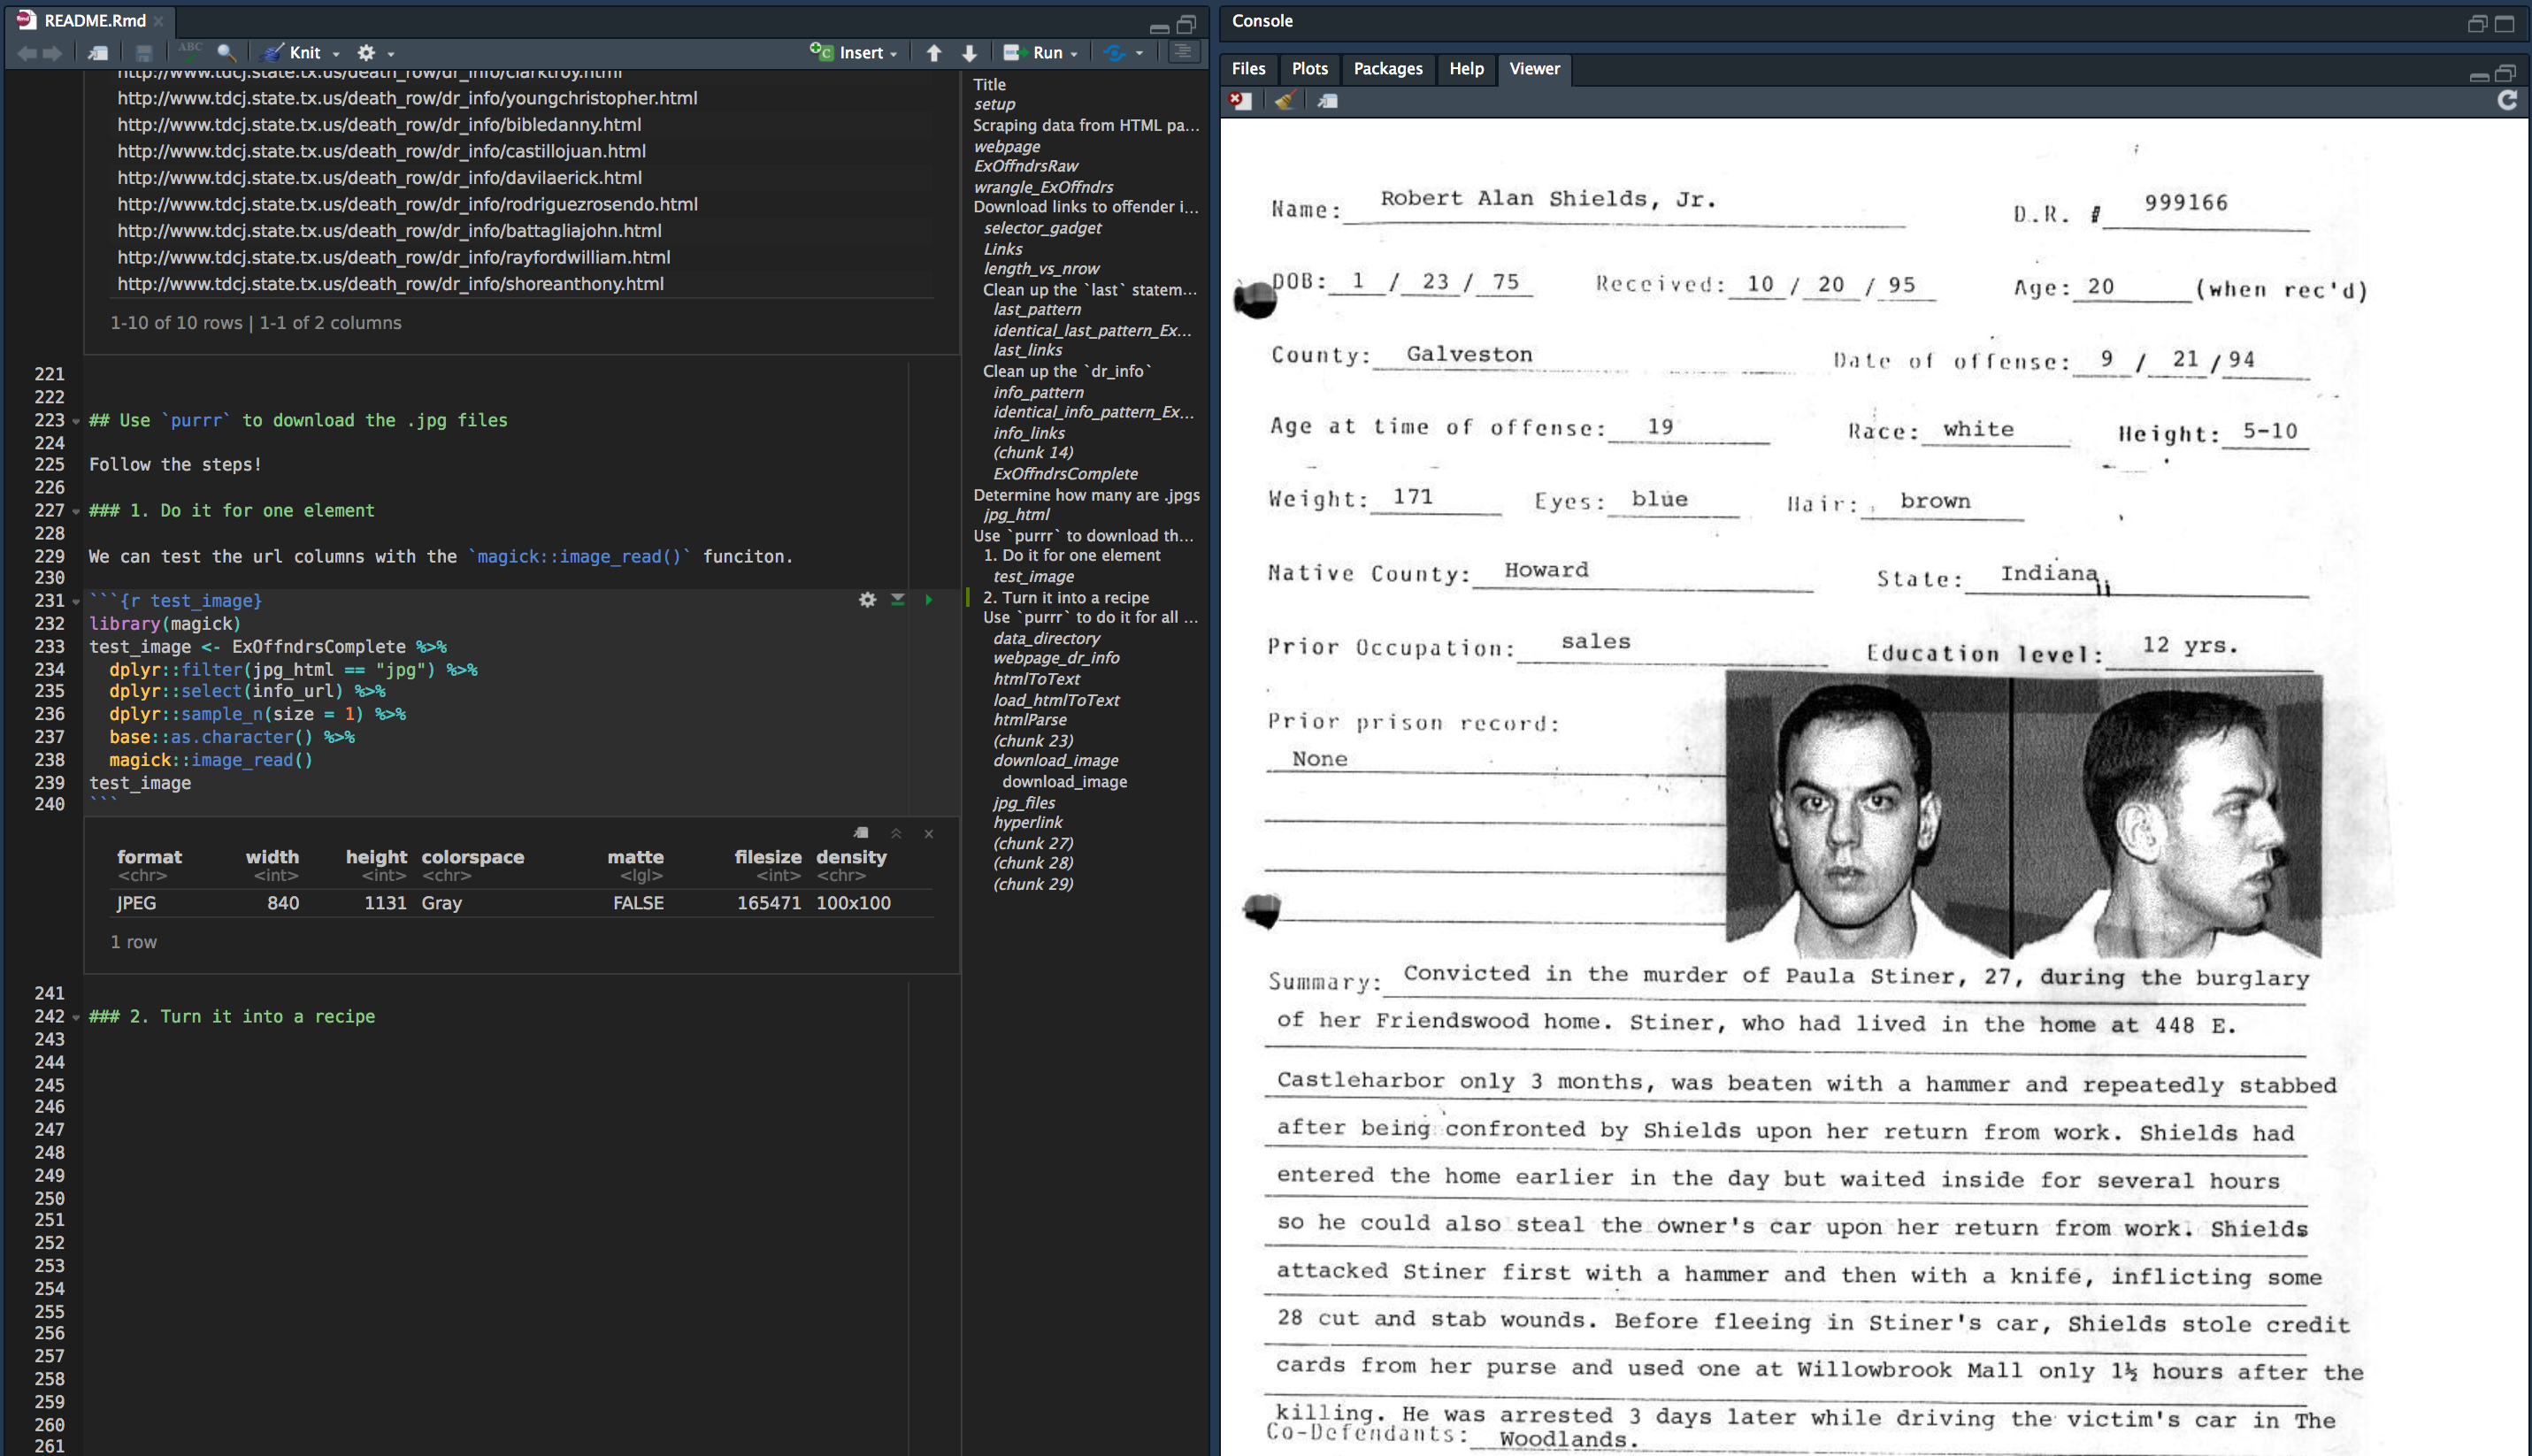 README.Rmd
Knit
Insert
Run
ABC
http://www.tdcj.state.tx.us/death_row/dr_info/clarktroy.html
http://www.tdcj.state.tx.us/death_row/dr_info/youngchristopher.html
http://www.tdcj.state.tx.us/death_row/dr_info/bibledanny.html
http://www.tdcj.state.tx.us/death_row/dr_info/castillojuan.html
http://www.tdcj.state.tx.us/death_row/dr_info/davilaerick.html
http://www.tdcj.state.tx.us/death_row/dr_info/rodriguezrosendo.html
http://www.tdcj.state.tx.us/death_row/dr_info/battagliajohn.html
http://www.tdcj.state.tx.us/death_row/dr_info/rayfordwilliam.html
http://www.tdcj.state.tx.us/death_row/dr_info/shoreanthony.html
1-10 of 10 rows | 1-1 of 2 columns
221
222
223 ## Use `purrr` to download the .jpg files
224
225 Follow the steps!
226
227 ### 1. Do it for one element
228
229 We can test the url columns with the `magick::image_read()` funciton.
230
231 ```{r test_image}
232 library(magick)
233 test_image <- ExOffndrsComplete %>%
234 dplyr::filter(jpg_html == "jpg") %>%
235 dplyr::select(info_url) %>%
236 dplyr::sample_n(size = 1) %>%
237 base::as.character() %>%
238 magick::image_read()
239 test_image
240 ```
format width height colorspace matte filesize density
<chr> <int> <int> <chr> <lgl> <int> <chr>
JPEG 840 1131 Gray FALSE 165471 100x100
1 row
241
242 ### 2. Turn it into a recipe
243
244
245
246
247
248
249
250
251
252
253
254
255
256
257
258
259
260
261
Title
setup
Scraping data from HTML pa...
webpage
ExOffndrsRaw
wrangle_ExOffndrs
Download links to offender i...
selector_gadget
Links
length_vs_nrow
Clean up the `last` statem...
last_pattern
identical_last_pattern_Ex...
last_links
Clean up the `dr_info`
info_pattern
identical_info_pattern_Ex...
info_links
(chunk 14)
ExOffndrsComplete
Determine how many are .jpgs
jpg_html
Use `purrr` to download th...
1. Do it for one element
test_image
2. Turn it into a recipe
Use `purrr` to do it for all ...
data_directory
webpage_dr_info
htmlToText
load_htmlToText
htmlParse
(chunk 23)
download_image
download_image
jpg_files
hyperlink
(chunk 27)
(chunk 28)
(chunk 29)
Console
Files Plots Packages Help Viewer
Name: Robert Alan Shields, Jr. D.R. # 999166
DOB: 1 / 23 / 75 Received: 10 / 20 / 95 Age: 20 (when rec'd)
County: Galveston Date of offense: 9 / 21 / 94
Age at time of offense: 19 Race: white Height: 5-10
Weight: 171 Eyes: blue Hair: brown
Native County: Howard State: Indiana
Prior Occupation: sales Education level: 12 yrs.
Prior prison record:
None
Summary: Convicted in the murder of Paula Stiner, 27, during the burglary
of her Friendswood home. Stiner, who had lived in the home at 448 E.
Castleharbor only 3 months, was beaten with a hammer and repeatedly stabbed
after being confronted by Shields upon her return from work. Shields had
entered the home earlier in the day but waited inside for several hours
so he could also steal the owner's car upon her return from work. Shields
attacked Stiner first with a hammer and then with a knife, inflicting some
28 cut and stab wounds. Before fleeing in Stiner's car, Shields stole credit
cards from her purse and used one at Willowbrook Mall only 1½ hours after the
killing. He was arrested 3 days later while driving the victim's car in The
Co-Defendants: Woodlands.